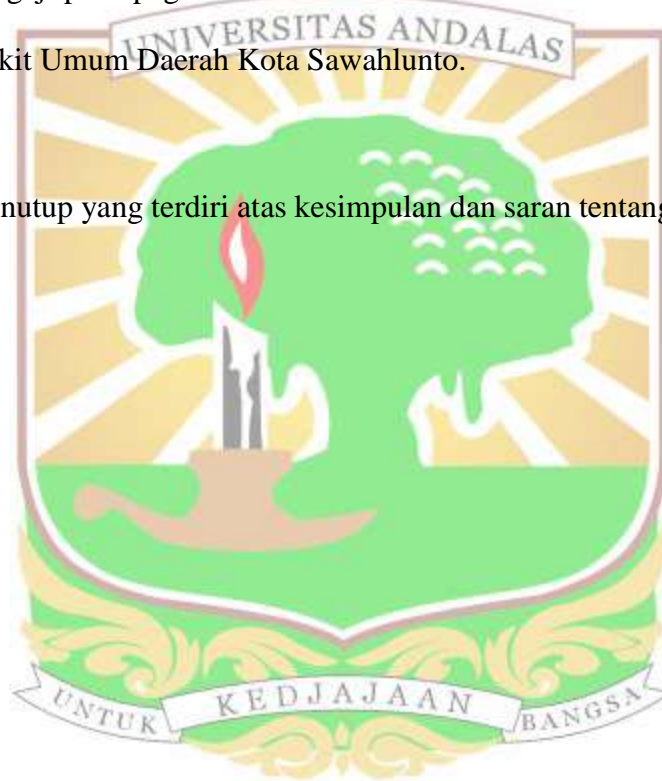 UNIVERSITAS ANDALAS
kit Umum Daerah Kota Sawahlunto.
nutup yang terdiri atas kesimpulan dan saran tentang
UNTUK KEDJAJAAN BANGSA